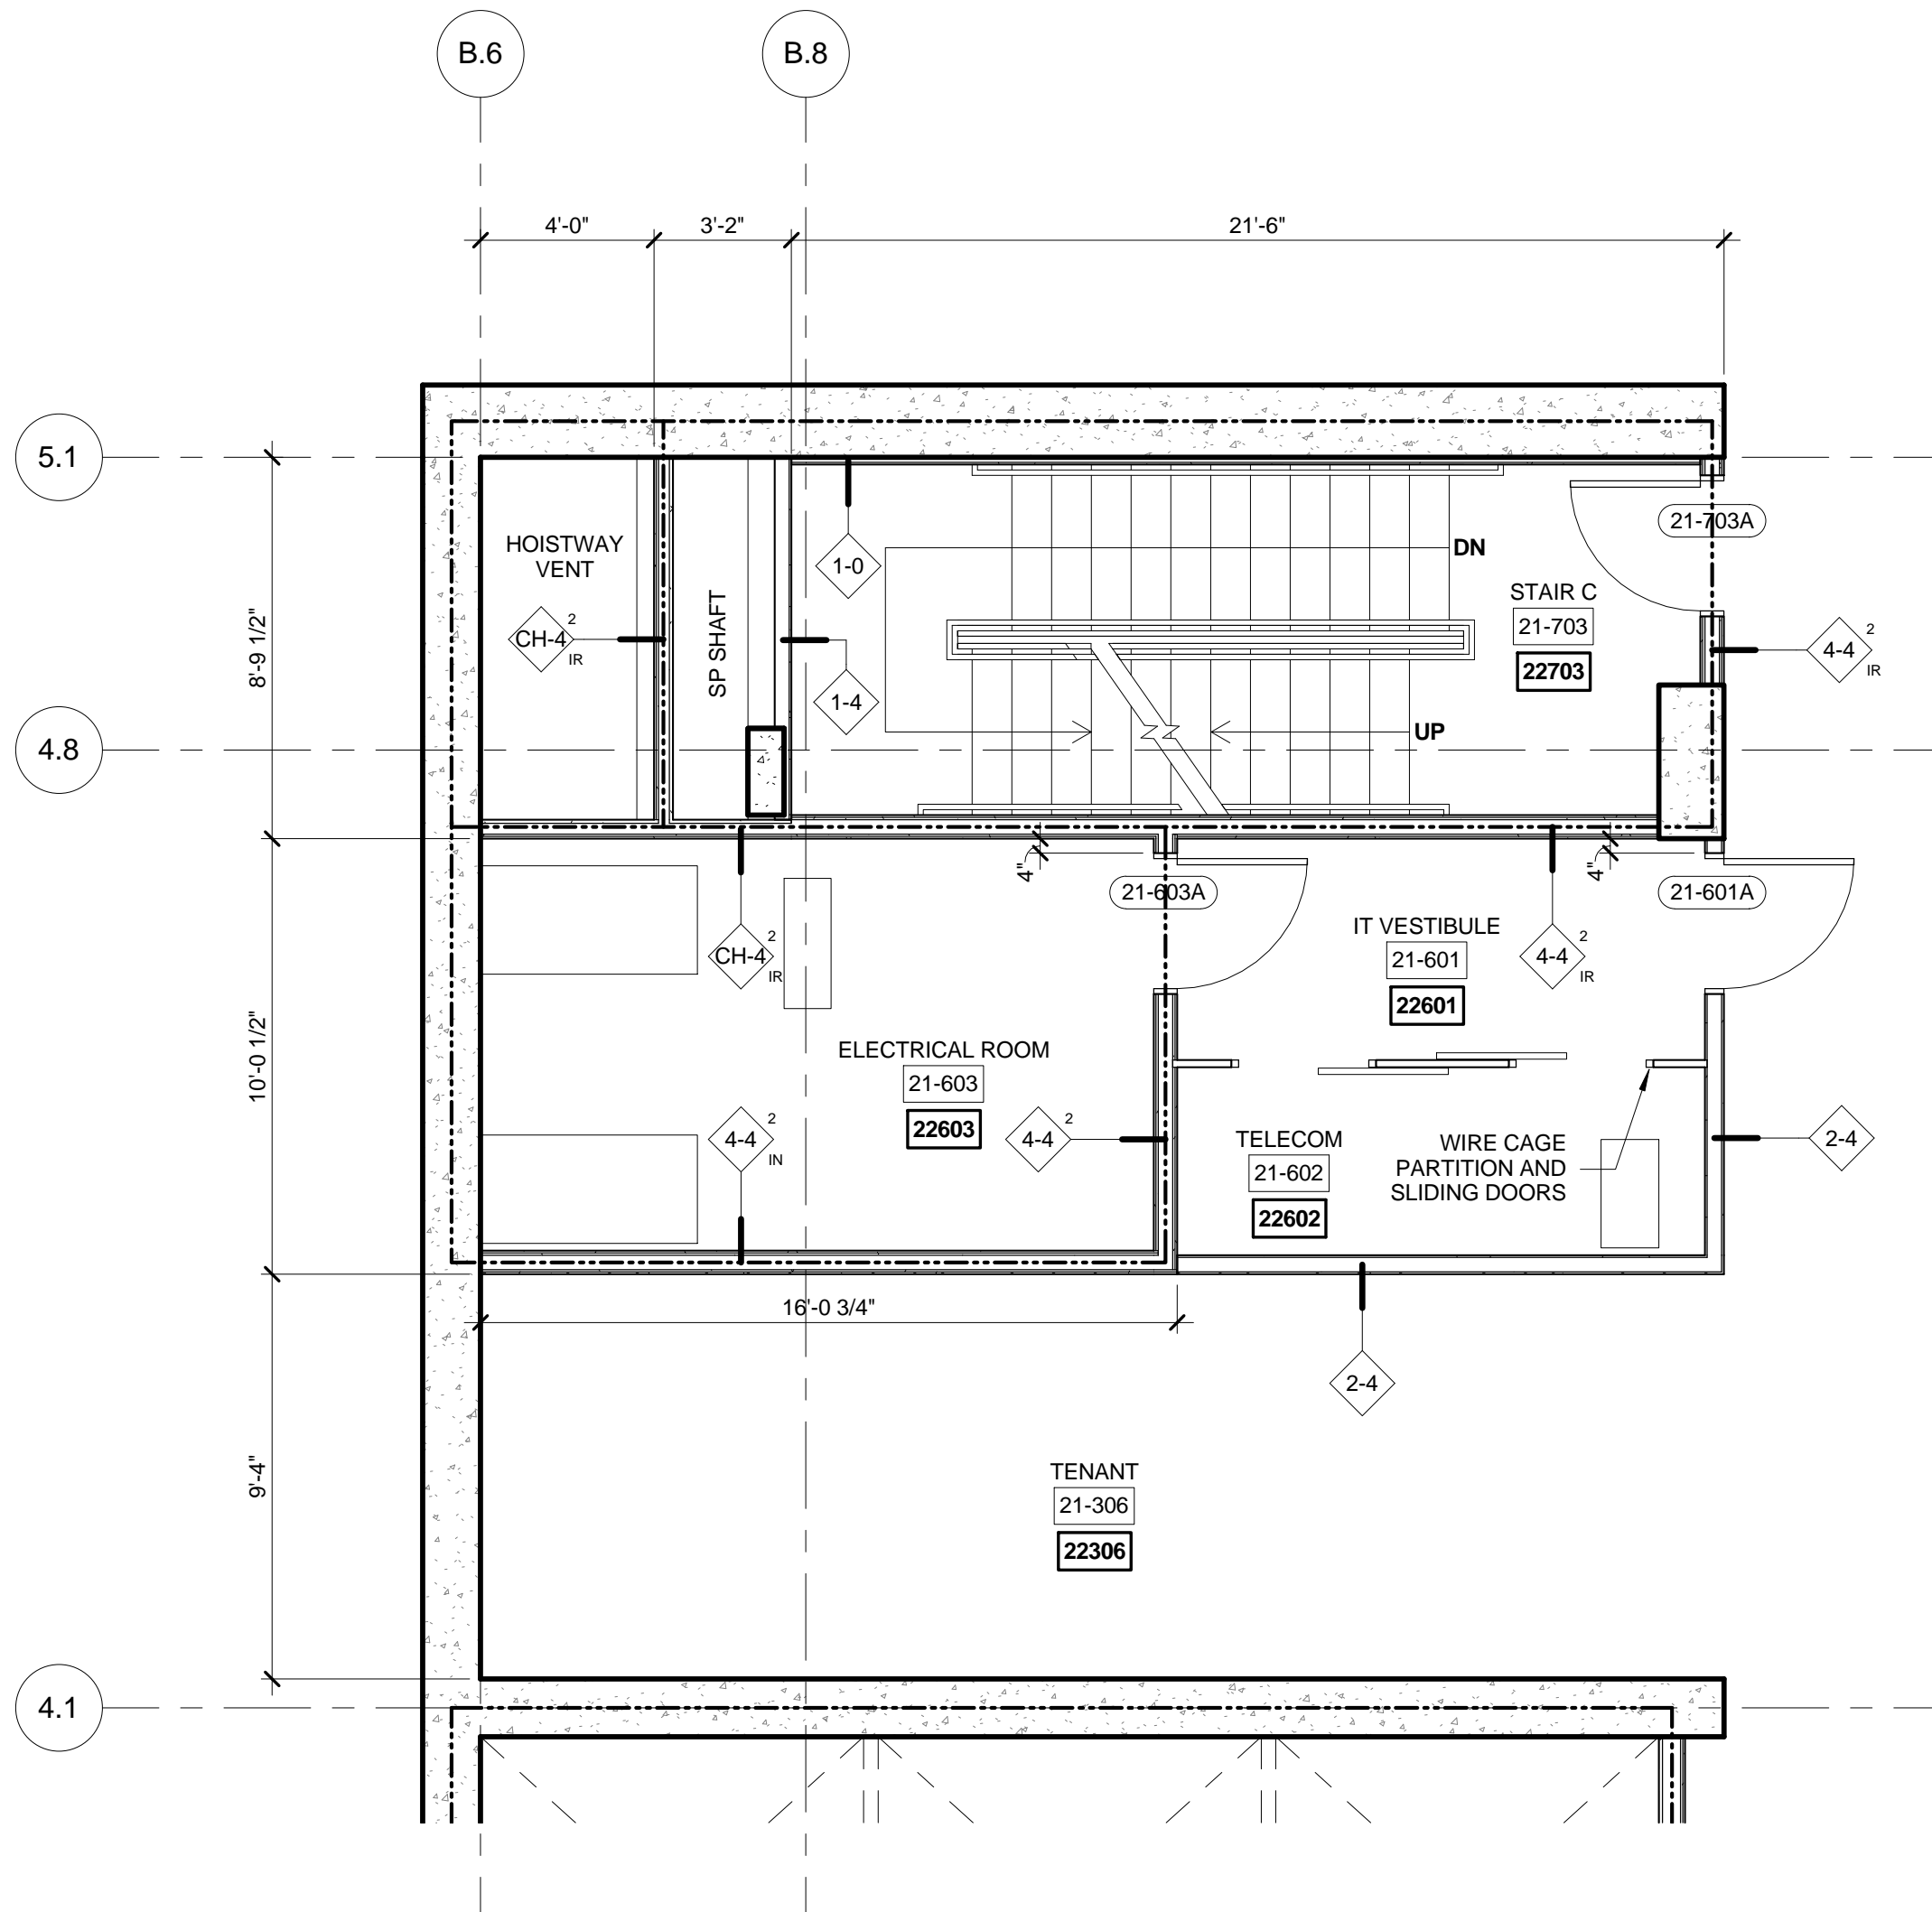 B.6
B.8
4'-0"
3'-2"
21'-6"
5.1
21-703A
HOISTWAY
VENT
1-0
DN
STAIR C
21-703
22703
8'-9 1/2"
CH-4
2
IR
SP SHAFT
4-4
2
IR
1-4
UP
4.8
4"
4"
21-603A
21-601A
IT VESTIBULE
21-601
22601
CH-4
2
IR
4-4
2
IR
10'-0 1/2"
ELECTRICAL ROOM
21-603
22603
4-4
2
IN
4-4
2
TELECOM
21-602
22602
WIRE CAGE
PARTITION AND
SLIDING DOORS
2-4
16'-0 3/4"
2-4
9'-4"
TENANT
21-306
22306
4.1